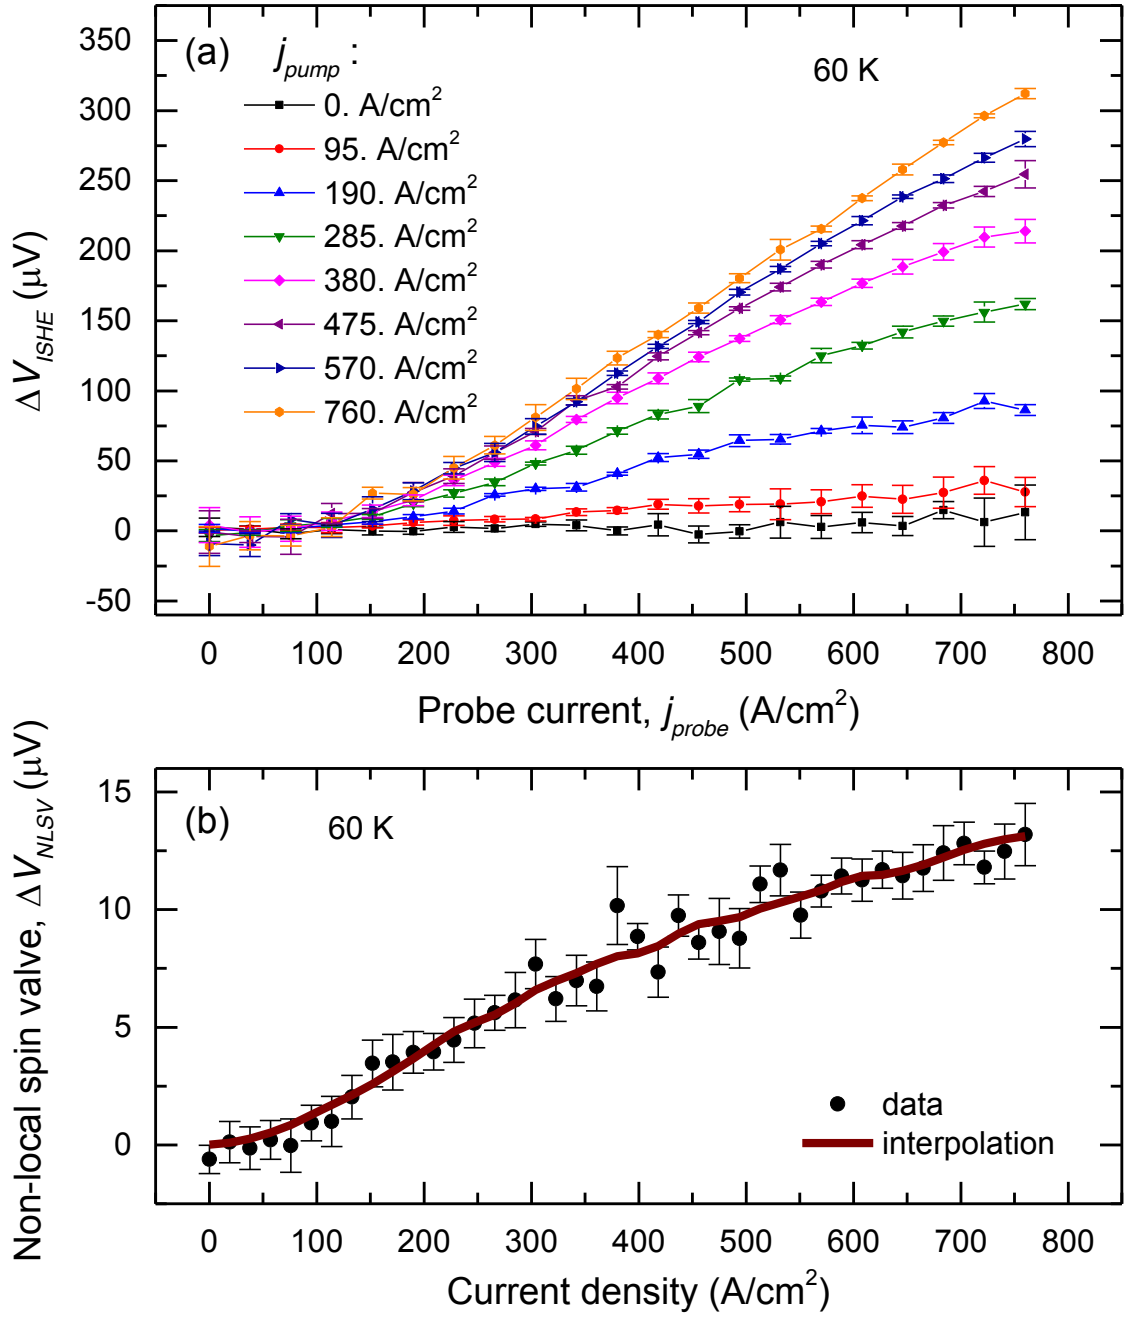 (a)
j_pump :
60 K
0. A/cm²
95. A/cm²
190. A/cm²
285. A/cm²
380. A/cm²
475. A/cm²
570. A/cm²
760. A/cm²
350
300
250
200
150
100
50
0
-50
ΔV_ISHE (μV)
0 100 200 300 400 500 600 700 800
Probe current, j_probe (A/cm²)
(b)
60 K
15
10
5
0
Non-local spin valve, ΔV_NLSV (μV)
data
interpolation
0 100 200 300 400 500 600 700 800
Current density (A/cm²)